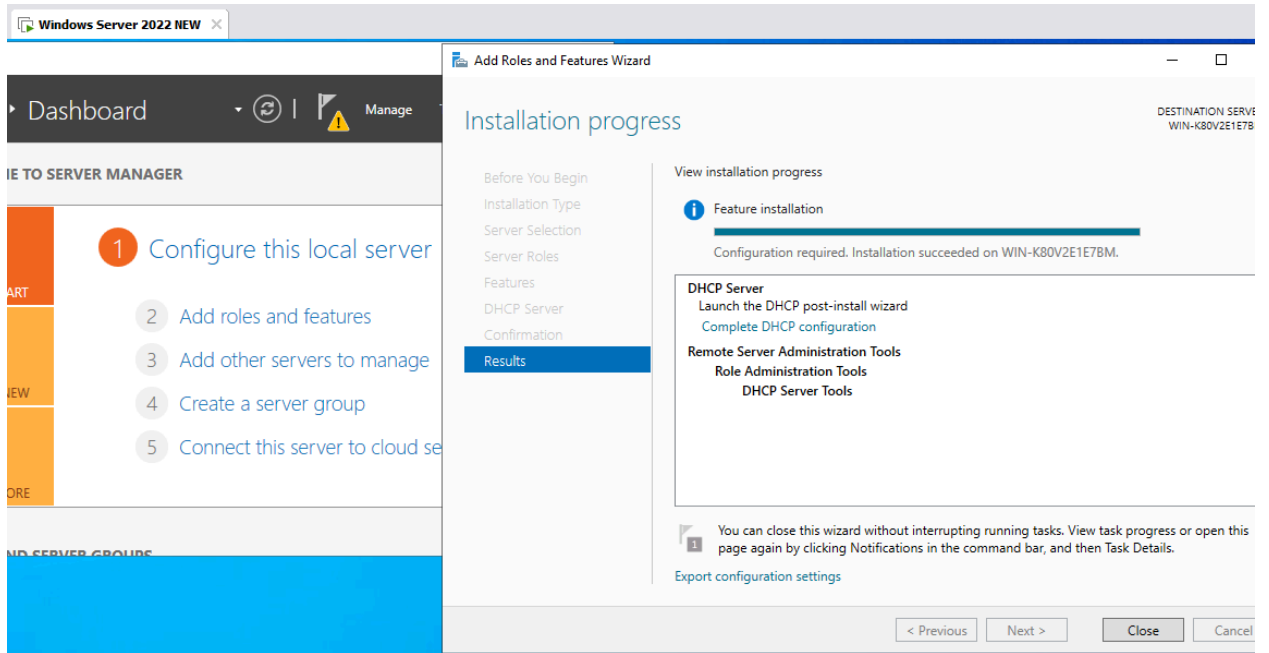 Windows Server 2022 NEW
Add Roles and Features Wizard
Dashboard
Manage
Installation progress
DESTINATION SERVE
WIN-K80V2E1E7B
IE TO SERVER MANAGER
ART
NEW
ORE
1 Configure this local server
2 Add roles and features
3 Add other servers to manage
4 Create a server group
5 Connect this server to cloud se
ND SERVER GROUPS
Before You Begin
Installation Type
Server Selection
Server Roles
Features
DHCP Server
Confirmation
Results
View installation progress
Feature installation
Configuration required. Installation succeeded on WIN-K80V2E1E7BM.
DHCP Server
Launch the DHCP post-install wizard
Complete DHCP configuration
Remote Server Administration Tools
Role Administration Tools
DHCP Server Tools
1
You can close this wizard without interrupting running tasks. View task progress or open this
page again by clicking Notifications in the command bar, and then Task Details.
Export configuration settings
< Previous
Next >
Close
Cancel